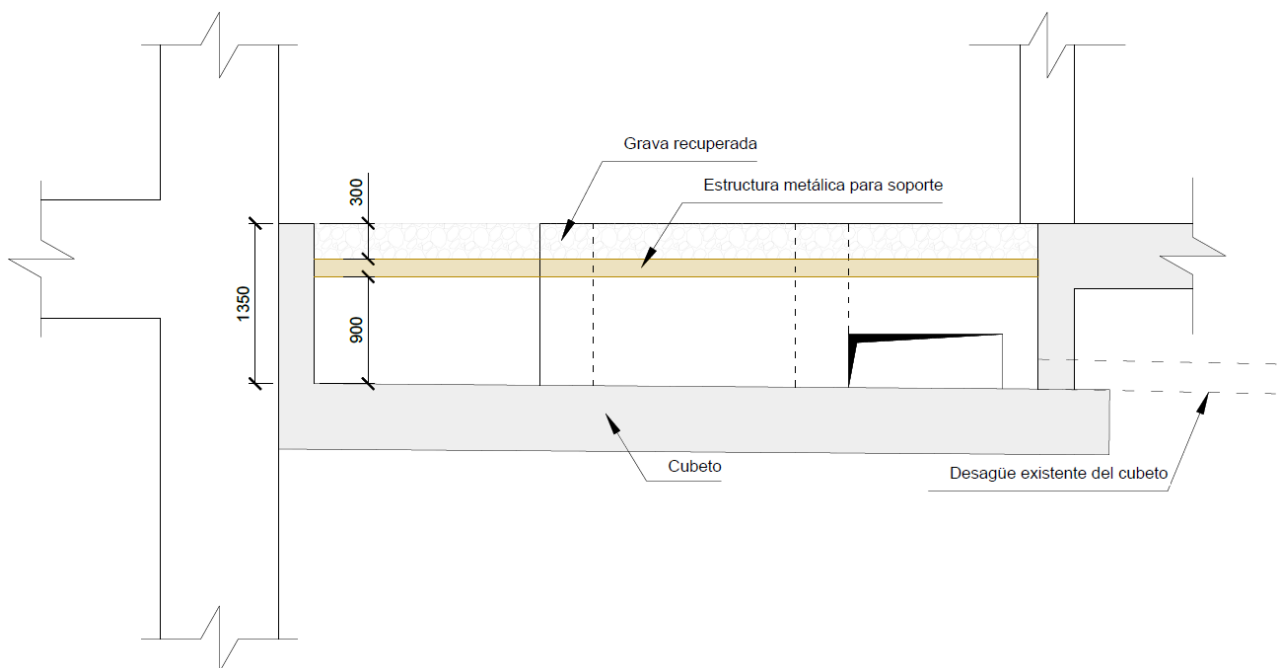 Grava recuperada
Estructura metálica para soporte
300
1350
900
Cubeto
Desagüe existente del cubeto